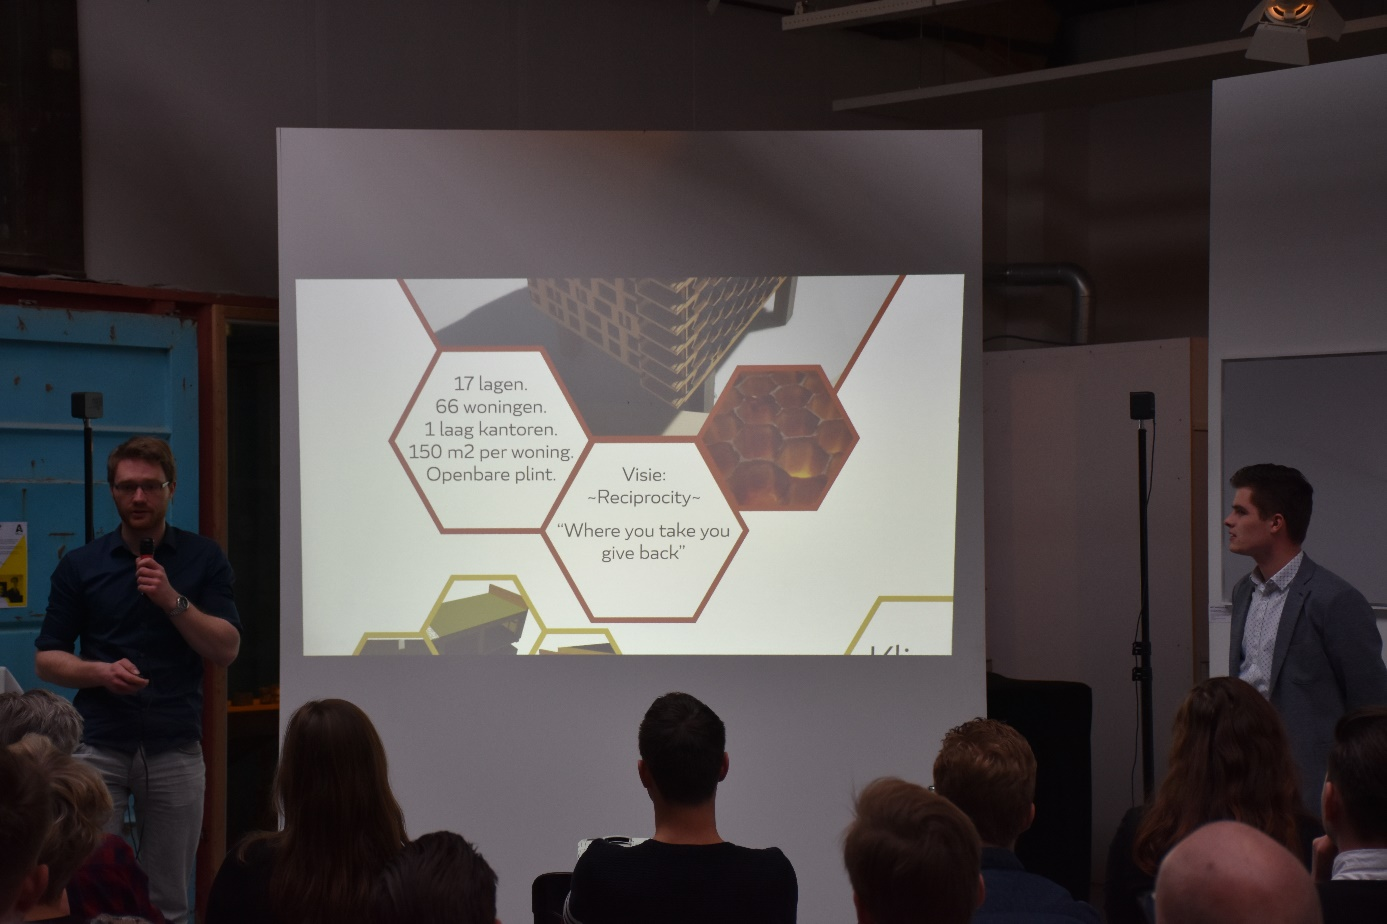 17 lagen.
66 woningen.
1 laag kantoren.
150 m2 per woning.
Openbare plint.
Visie:
~Reciprocity~
“Where you take you
give back”